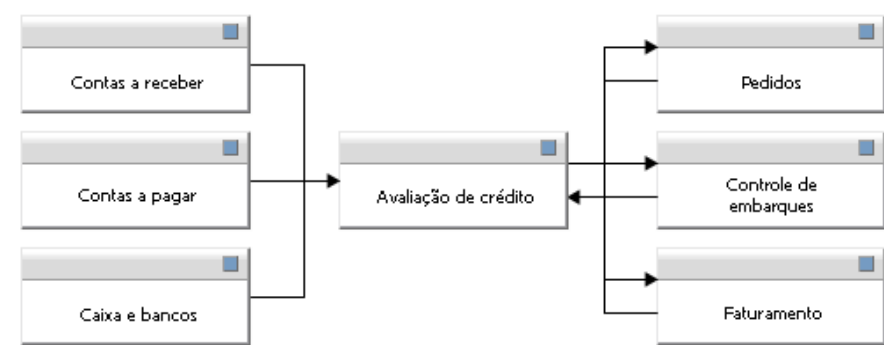 Contas a receber
Contas a pagar
Caixa e bancos
Avaliação de crédito
Pedidos
Controle de
embarques
Faturamento